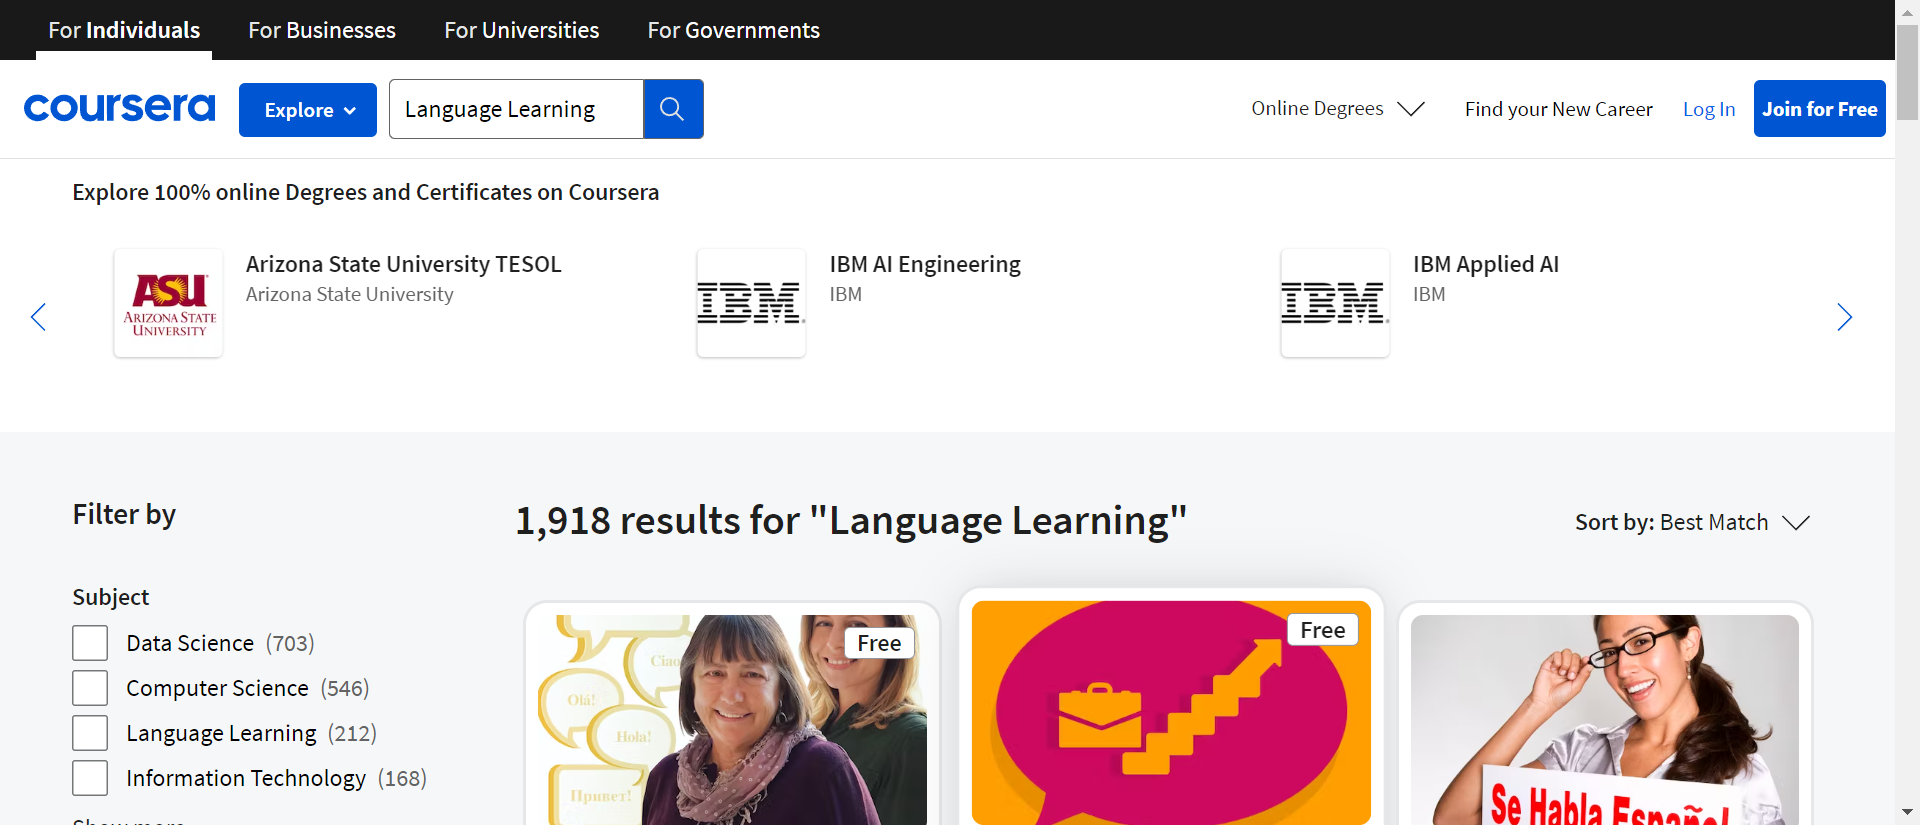 For Individuals
For Businesses
For Universities
For Governments
coursera
Explore
Language Learning
Online Degrees
Find your New Career
Log In
Join for Free
Explore 100% online Degrees and Certificates on Coursera
ASU
ARIZONA STATE
UNIVERSITY
Arizona State University TESOL
Arizona State University
IBM
IBM AI Engineering
IBM
IBM
IBM Applied AI
IBM
Filter by
1,918 results for "Language Learning"
Sort by: Best Match
Subject
Data Science (703)
Computer Science (546)
Language Learning (212)
Information Technology (168)
Show more
Free
Ciao
Olá!
Hola!
Привет!
Free
Se Habla Español!